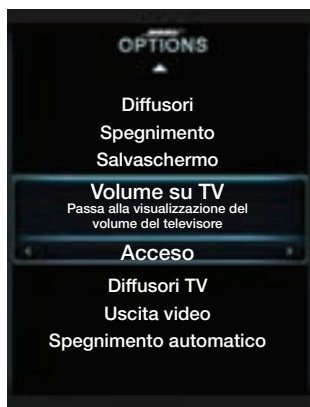 OPTIONS
Diffusori
Spegnimento
Salvaschermo
Volume su TV
Passa alla visualizzazione del
volume del televisore
Acceso
Diffusori TV
Uscita video
Spegnimento automatico